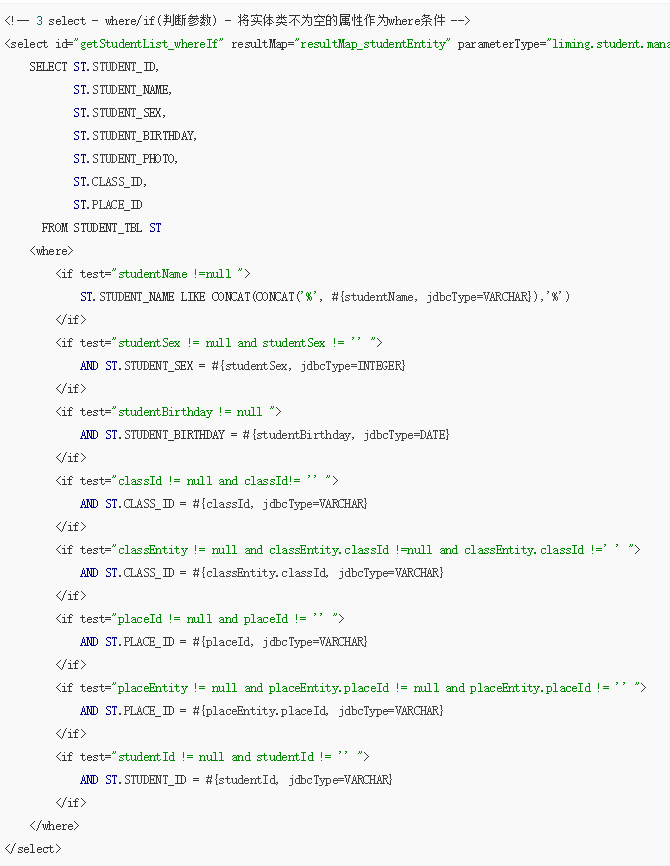 <!-- 3 select - where/if(判断参数) - 将实体类不为空的属性作为where条件 -->
<select id="getStudentList_whereIf" resultMap="resultMap_studentEntity" parameterType="liming.student.mana
SELECT ST.STUDENT_ID,
ST.STUDENT_NAME,
ST.STUDENT_SEX,
ST.STUDENT_BIRTHDAY,
ST.STUDENT_PHOTO,
ST.CLASS_ID,
ST.PLACE_ID
FROM STUDENT_TBL ST
<where>
<if test="studentName !=null ">
ST.STUDENT_NAME LIKE CONCAT(CONCAT('%', #{studentName, jdbcType=VARCHAR}),'%')
</if>
<if test="studentSex != null and studentSex != '' ">
AND ST.STUDENT_SEX = #{studentSex, jdbcType=INTEGER}
</if>
<if test="studentBirthday != null ">
AND ST.STUDENT_BIRTHDAY = #{studentBirthday, jdbcType=DATE}
</if>
<if test="classId != null and classId!= '' ">
AND ST.CLASS_ID = #{classId, jdbcType=VARCHAR}
</if>
<if test="classEntity != null and classEntity.classId !=null and classEntity.classId !=' ' ">
AND ST.CLASS_ID = #{classEntity.classId, jdbcType=VARCHAR}
</if>
<if test="placeId != null and placeId != '' ">
AND ST.PLACE_ID = #{placeId, jdbcType=VARCHAR}
</if>
<if test="placeEntity != null and placeEntity.placeId != null and placeEntity.placeId != '' ">
AND ST.PLACE_ID = #{placeEntity.placeId, jdbcType=VARCHAR}
</if>
<if test="studentId != null and studentId != '' ">
AND ST.STUDENT_ID = #{studentId, jdbcType=VARCHAR}
</if>
</where>
</select>